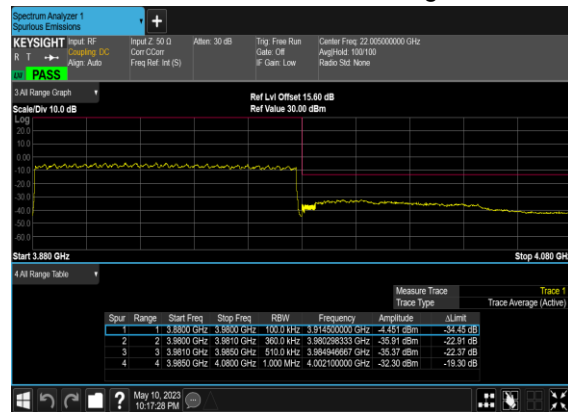 Spectrum Analyzer 1
Spurious Emissions
+
KEYSIGHT Input: RF Input Z: 50 Ω Atten: 30 dB Trig: Free Run Center Freq: 22.005000000 GHz
R T Coupling: DC Corr CCorr Gate: Off Avg|Hold: 100/100
Align: Auto Freq Ref: Int (S) IF Gain: Low Radio Std: None
PASS
3 All Range Graph Ref Lvl Offset 15.60 dB
Scale/Div 10.0 dB Ref Value 30.00 dBm
Log
20.0
10.0
0.00
-10.0
-20.0
-30.0
-40.0
-50.0
-60.0
Start 3.880 GHz Stop 4.080 GH
4 All Range Table
Measure Trace Trace 1
Trace Type Trace Average (Active)
Spur Range Start Freq Stop Freq RBW Frequency Amplitude ΔLimit
1 1 3.8800 GHz 3.9800 GHz 100.0 kHz 3.914500000 GHz -4.451 dBm -34.45 dB
2 2 3.9800 GHz 3.9810 GHz 360.0 kHz 3.980298333 GHz -35.91 dBm -22.91 dB
3 3 3.9810 GHz 3.9850 GHz 510.0 kHz 3.984946667 GHz -35.37 dBm -22.37 dB
4 4 3.9850 GHz 4.0800 GHz 1.000 MHz 4.002100000 GHz -32.30 dBm -19.30 dB
? May 10, 2023
10:17:28 PM